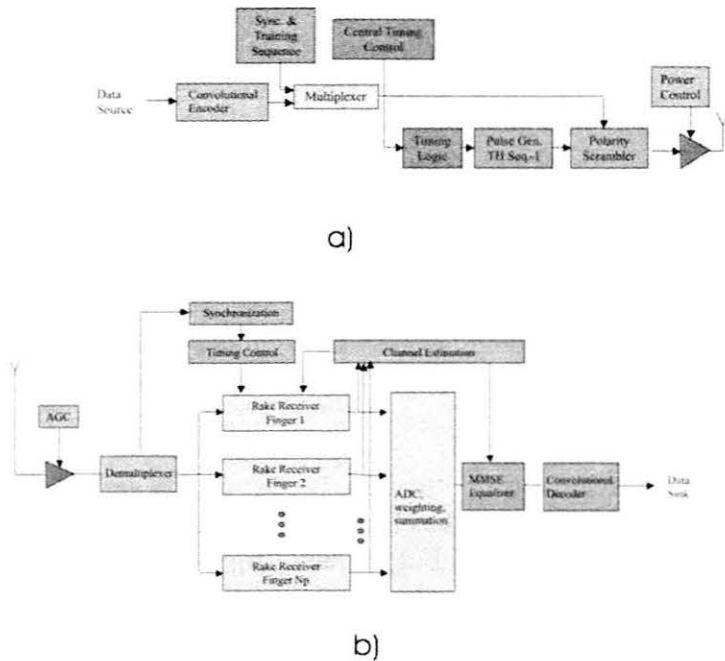 Sync. &
Training
Sequence
Central Timing
Control
Data
Source
Convolutional
Encoder
Multiplexer
Power
Control
Timing
Logic
Pulse Gen.
TH Seq.-1
Polarity
Scrambler
a)
Synchronization
Timing Control
Channel Estimation
AGC
Rake Receiver
Finger 1
Demultiplexer
Rake Receiver
Finger 2
ADC,
weighting,
summation
MMSE
Equalizer
Convolutional
Decoder
Data
Sink
Rake Receiver
Finger Np
b)